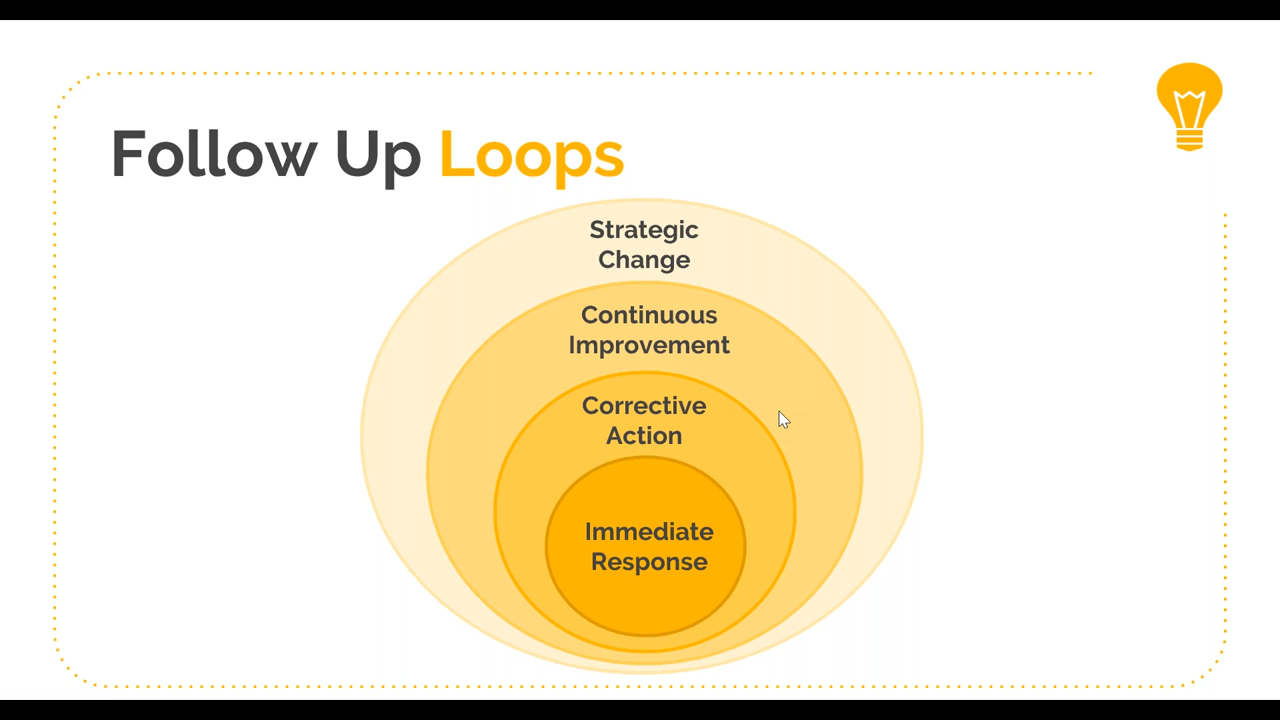 Follow Up Loops
Strategic
Change
Continuous
Improvement
Corrective
Action
Immediate
Response